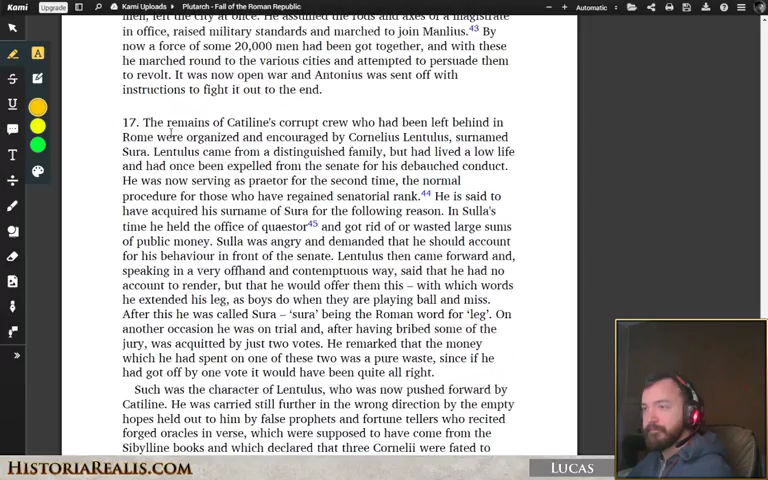 Kami
Upgrade
Kami Uploads
Plutarch - Fall of the Roman Republic
Automatic
men, left the city at once. He assumed the rods and axes of a magistrate
in office, raised military standards and marched to join Manlius.43 By
now a force of some 20,000 men had been got together, and with these
he marched round to the various cities and attempted to persuade them
to revolt. It was now open war and Antonius was sent off with
instructions to fight it out to the end.
17. The remains of Catiline's corrupt crew who had been left behind in
Rome were organized and encouraged by Cornelius Lentulus, surnamed
Sura. Lentulus came from a distinguished family, but had lived a low life
and had once been expelled from the senate for his debauched conduct.
He was now serving as praetor for the second time, the normal
procedure for those who have regained senatorial rank.44 He is said to
have acquired his surname of Sura for the following reason. In Sulla's
time he held the office of quaestor45 and got rid of or wasted large sums
of public money. Sulla was angry and demanded that he should account
for his behaviour in front of the senate. Lentulus then came forward and,
speaking in a very offhand and contemptuous way, said that he had no
account to render, but that he would offer them this – with which words
he extended his leg, as boys do when they are playing ball and miss.
After this he was called Sura – ‘sura’ being the Roman word for ‘leg’. On
another occasion he was on trial and, after having bribed some of the
jury, was acquitted by just two votes. He remarked that the money
which he had spent on one of these two was a pure waste, since if he
had got off by one vote it would have been quite all right.
Such was the character of Lentulus, who was now pushed forward by
Catiline. He was carried still further in the wrong direction by the empty
hopes held out to him by false prophets and fortune tellers who recited
forged oracles in verse, which were supposed to have come from the
Sibylline books and which declared that three Cornelii were fated to
HISTORIAREALIS.COM
LUCAS